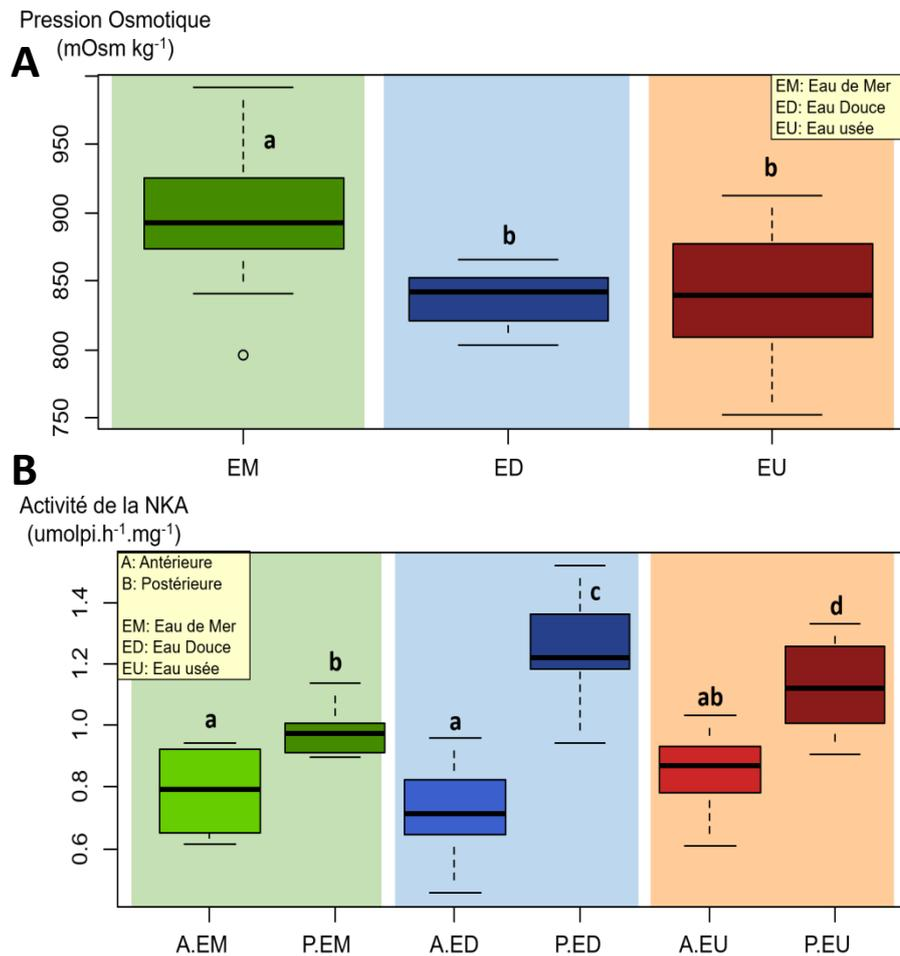 Pression Osmotique
(mOsm kg-1)
A
EM: Eau de Mer
ED: Eau Douce
EU: Eau usée
950
900
850
800
750
a
b
b
EM
ED
EU
B
Activité de la NKA
(umolpi.h-1.mg-1)
A: Antérieure
B: Postérieure
EM: Eau de Mer
ED: Eau Douce
EU: Eau usée
1.4
1.2
1.0
0.8
0.6
a
b
a
c
ab
d
A.EM
P.EM
A.ED
P.ED
A.EU
P.EU